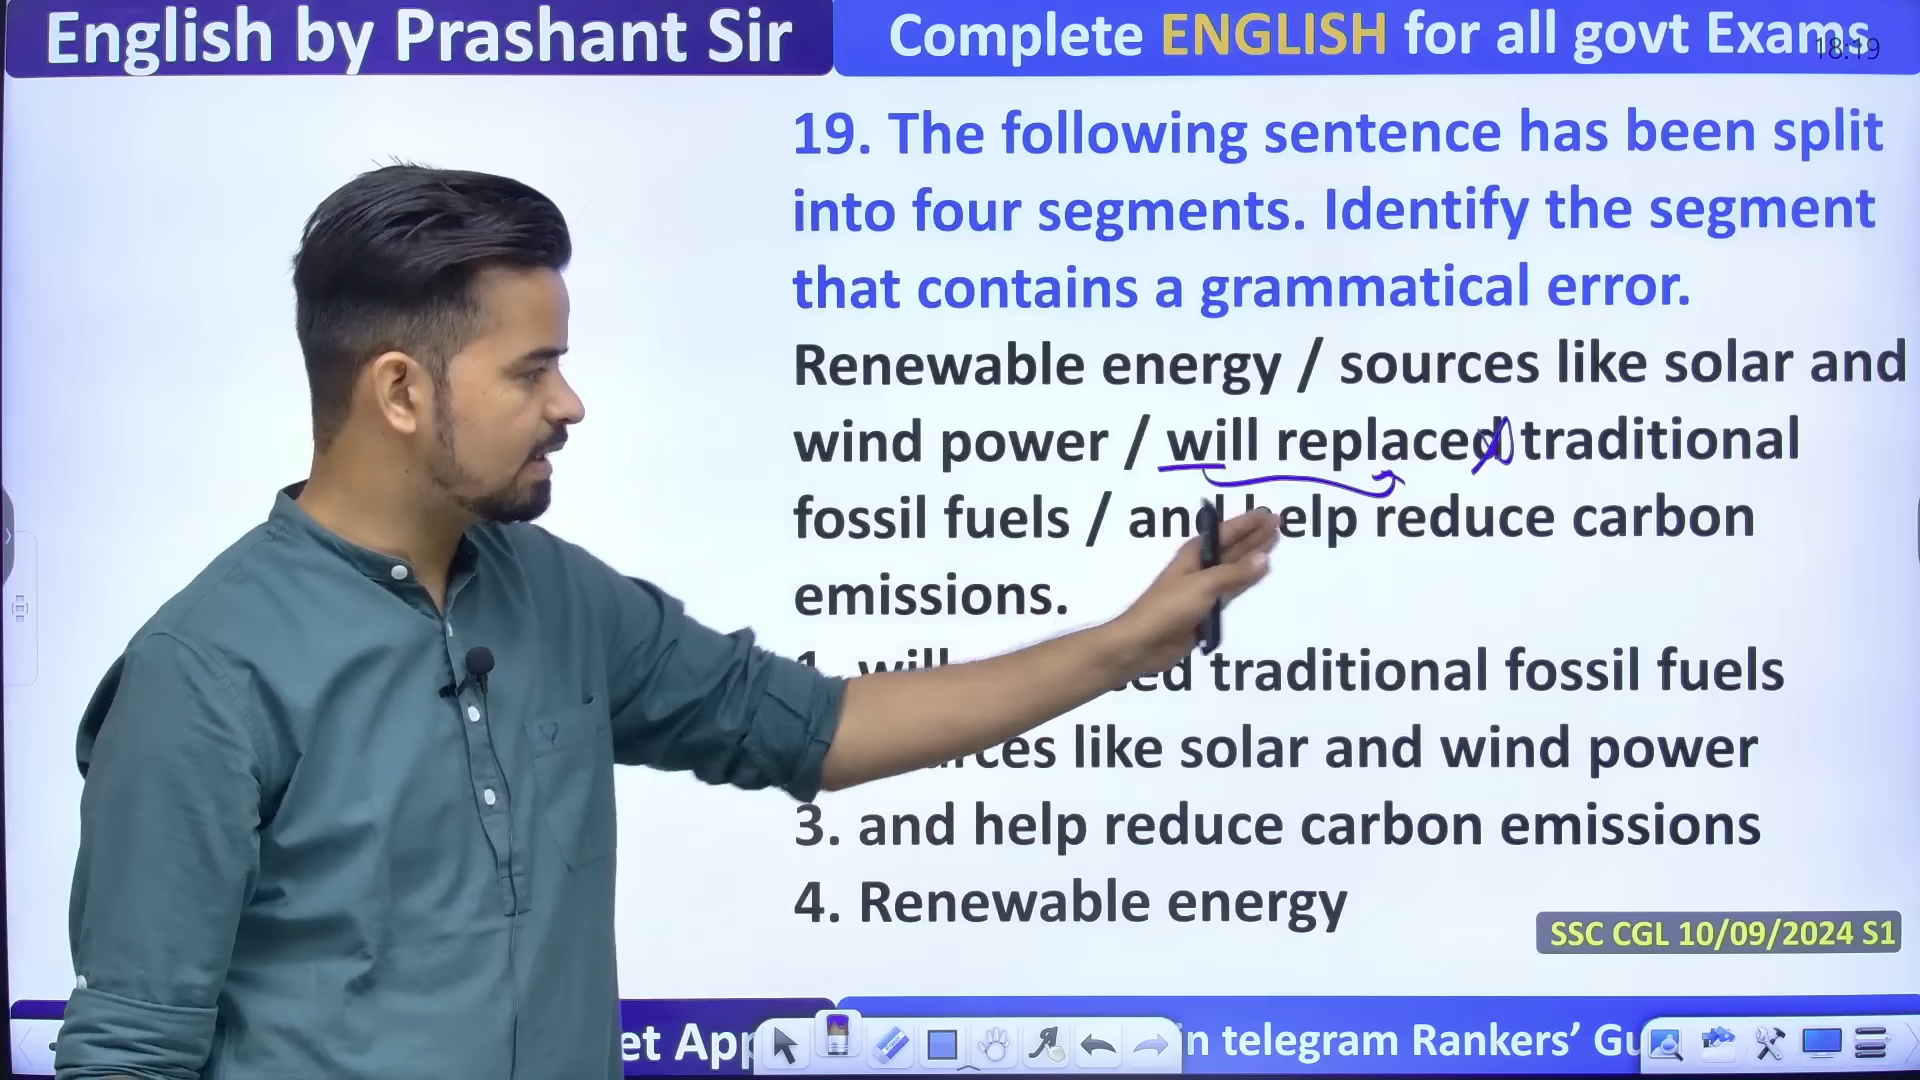 English by Prashant Sir
Complete ENGLISH for all govt Exams
18:19
19. The following sentence has been split
into four segments. Identify the segment
that contains a grammatical error.
Renewable energy / sources like solar and
wind power / will replaced traditional
fossil fuels / and help reduce carbon
emissions.
traditional fossil fuels
like solar and wind power
3. and help reduce carbon emissions
4. Renewable energy
SSC CGL 10/09/2024 S1
telegram Rankers’